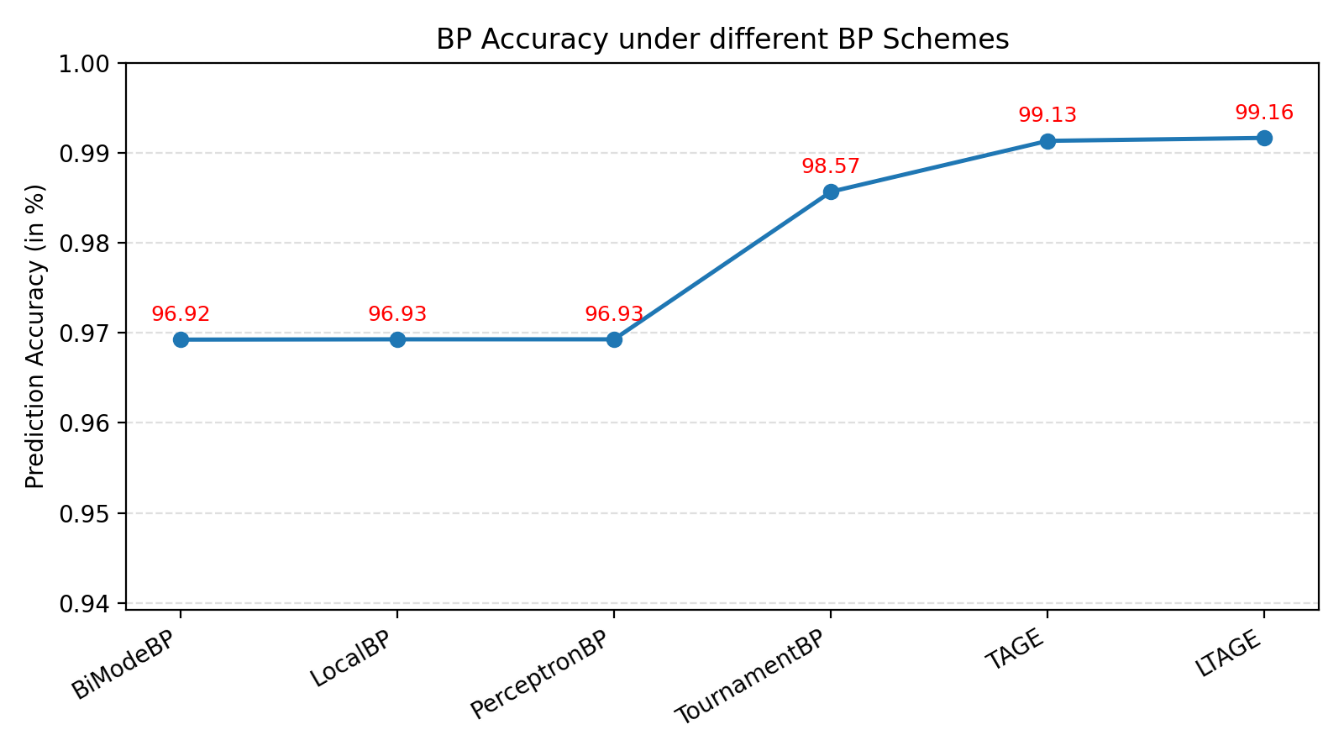 BP Accuracy under different BP Schemes
Prediction Accuracy (in %)
1.00
0.99
0.98
0.97
0.96
0.95
0.94
96.92
96.93
96.93
98.57
99.13
99.16
BiModeBP
LocalBP
PerceptronBP
TournamentBP
TAGE
LTAGE